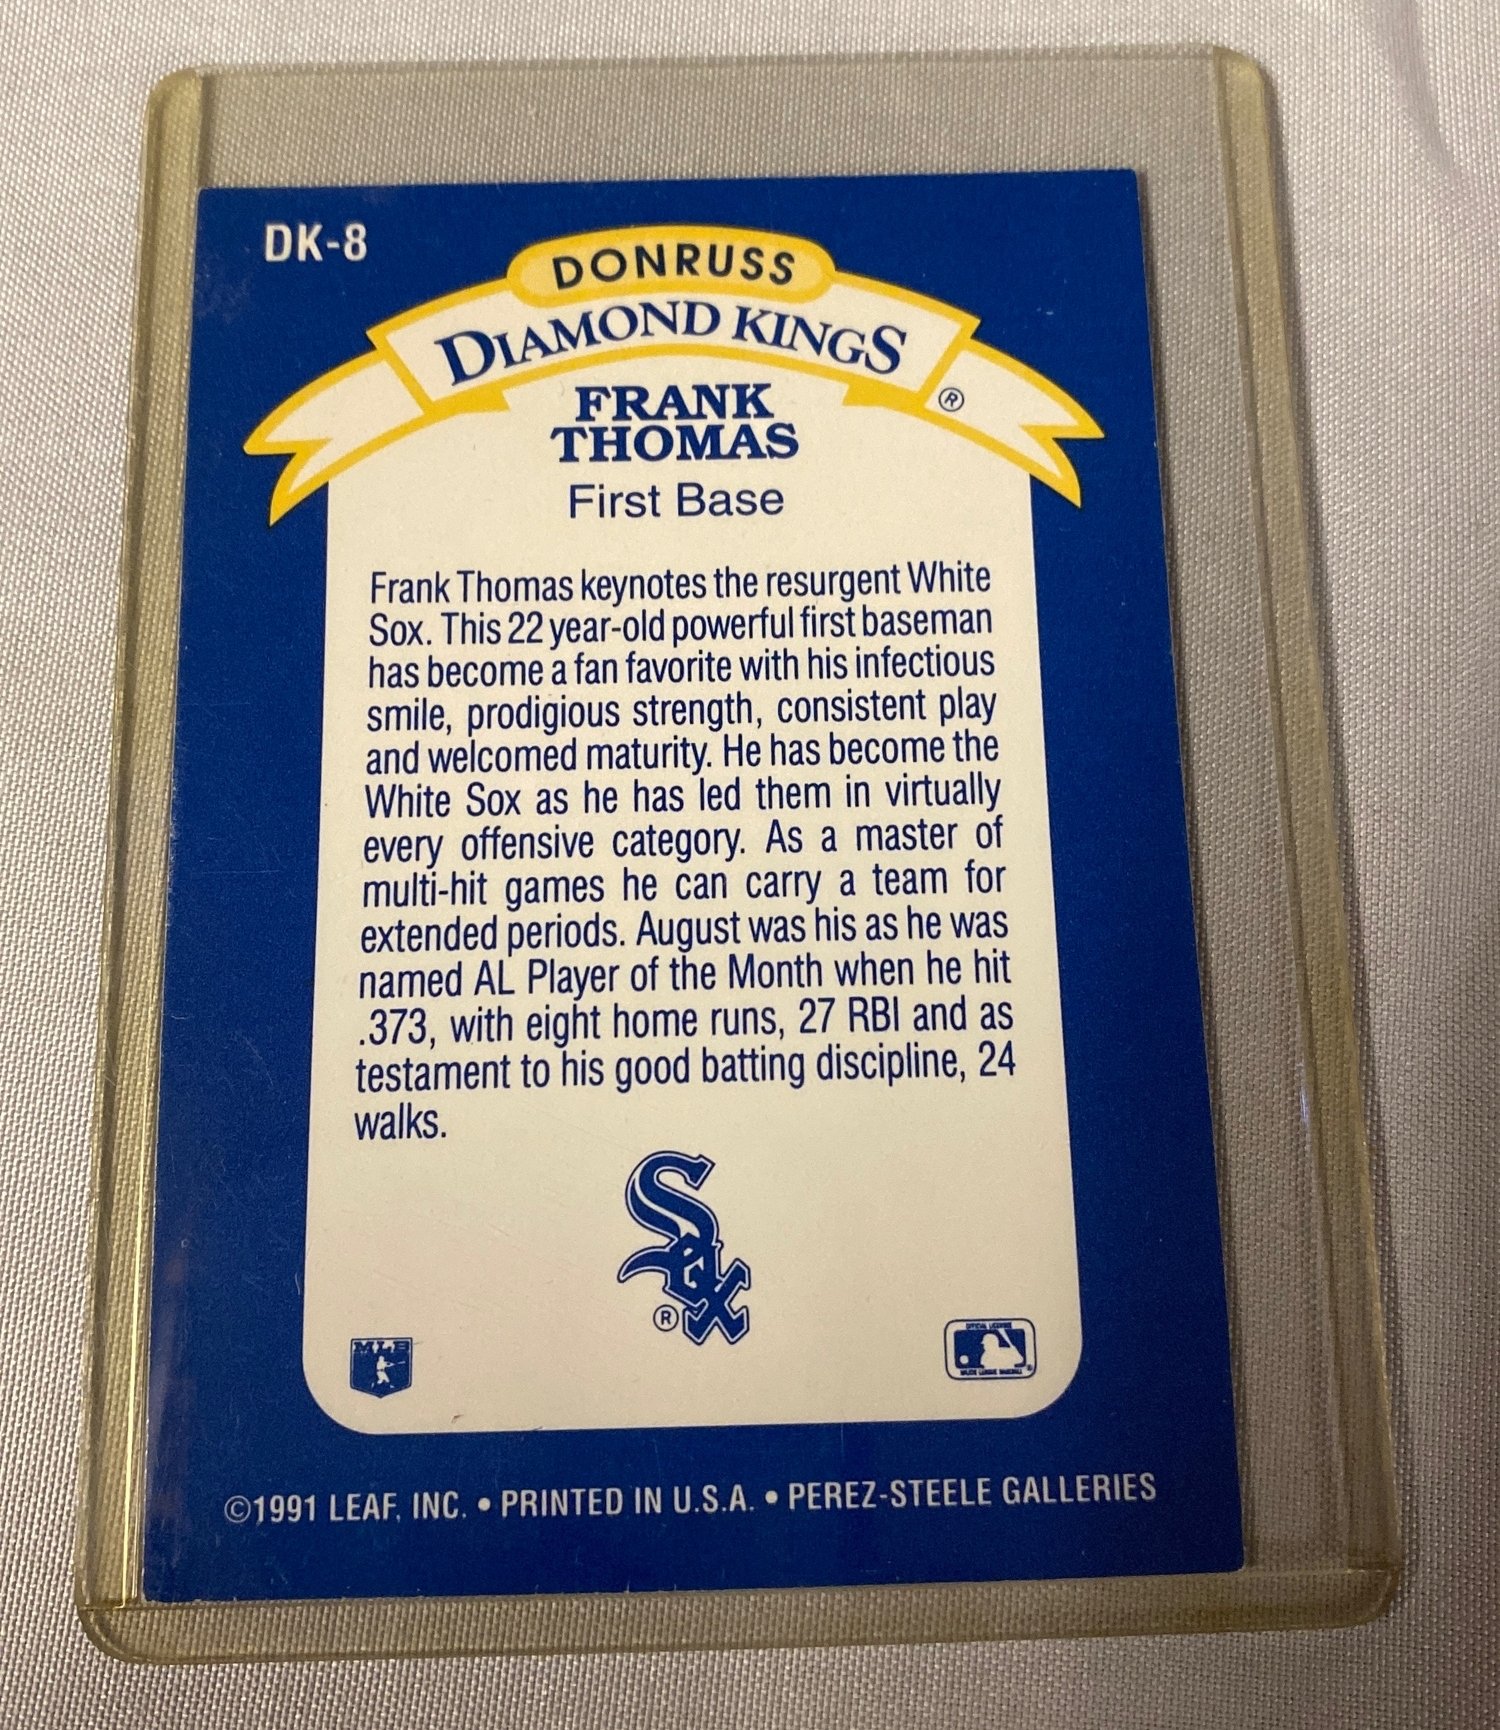 DK-8
DONRUSS
DIAMOND KINGS
®
FRANK
THOMAS
First Base
Frank Thomas keynotes the resurgent White
Sox. This 22 year-old powerful first baseman
has become a fan favorite with his infectious
smile, prodigious strength, consistent play
and welcomed maturity. He has become the
White Sox as he has led them in virtually
every offensive category. As a master of
multi-hit games he can carry a team for
extended periods. August was his as he was
named AL Player of the Month when he hit
.373, with eight home runs, 27 RBI and as
testament to his good batting discipline, 24
walks.
Sox
®
MLB
©1991 LEAF, INC. • PRINTED IN U.S.A. • PEREZ-STEELE GALLERIES